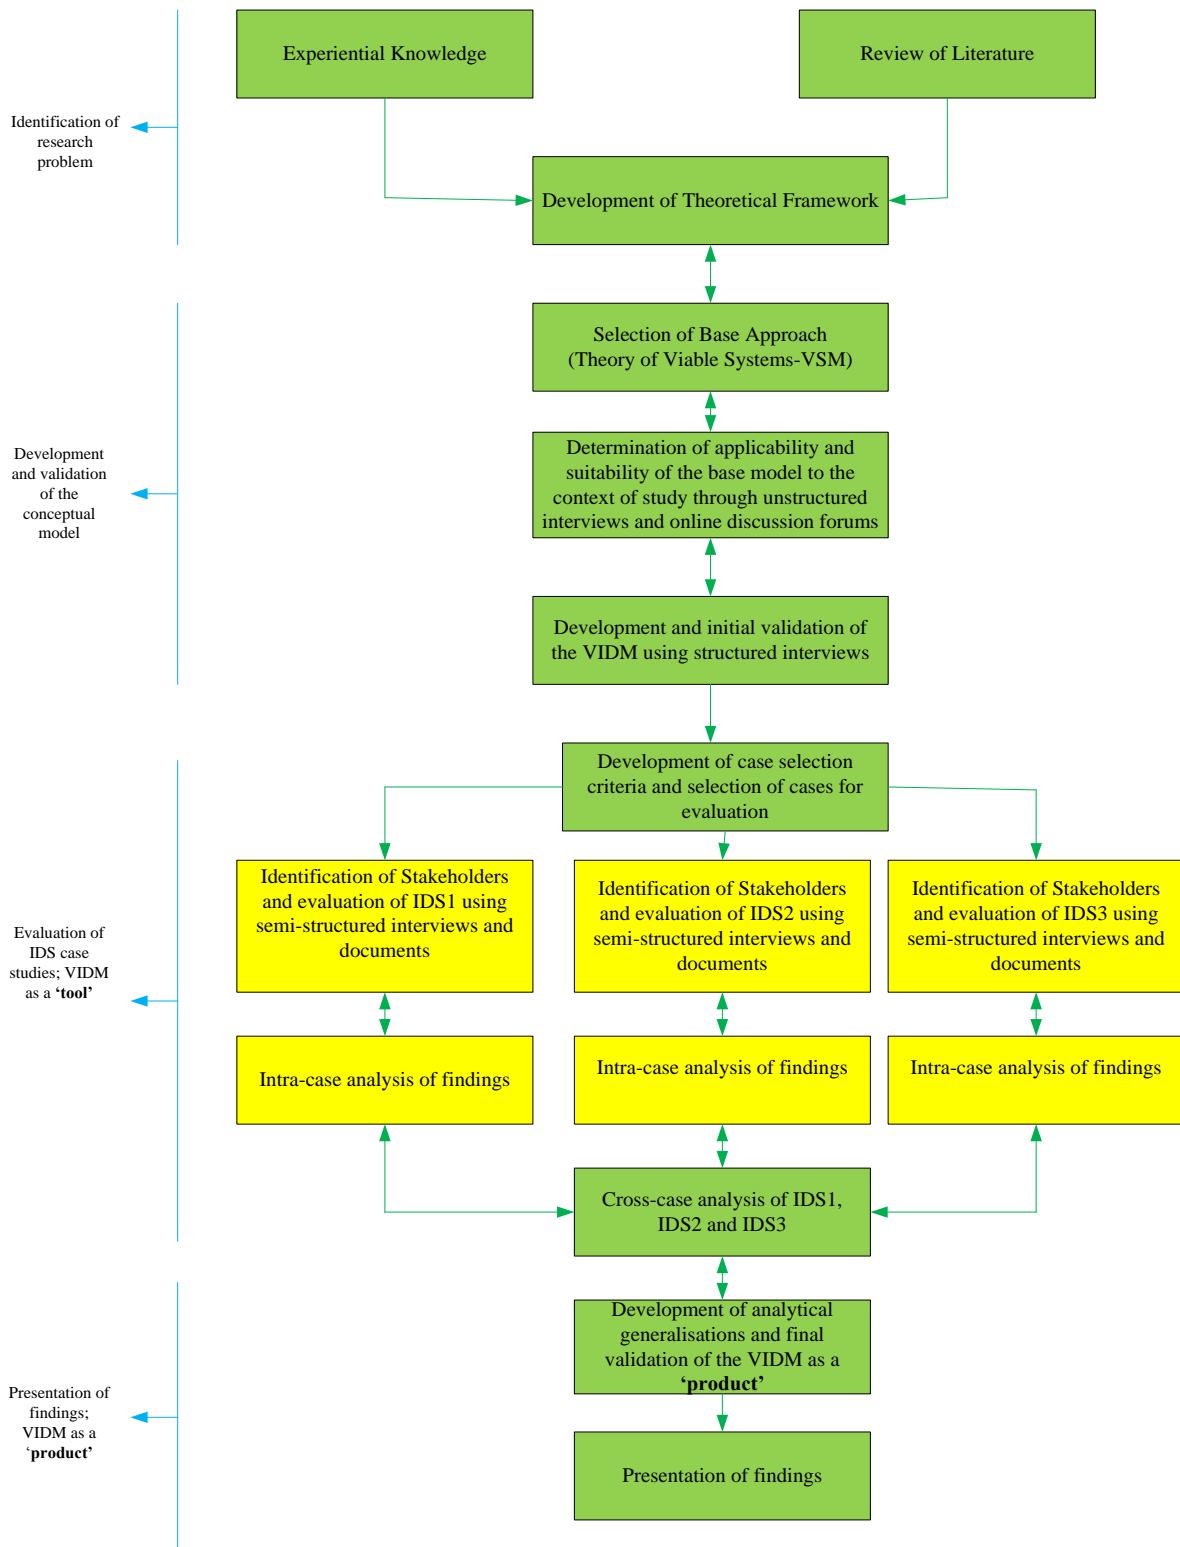 Experiential Knowledge
Review of Literature
Identification of
research
problem
Development of Theoretical Framework
Selection of Base Approach
(Theory of Viable Systems-VSM)
Development
and validation
of the
conceptual
model
Determination of applicability and
suitability of the base model to the
context of study through unstructured
interviews and online discussion forums
Development and initial validation of
the VIDM using structured interviews
Development of case selection
criteria and selection of cases for
evaluation
Evaluation of
IDS case
studies; VIDM
as a ‘tool’
Identification of Stakeholders
and evaluation of IDS1 using
semi-structured interviews and
documents
Identification of Stakeholders
and evaluation of IDS2 using
semi-structured interviews and
documents
Identification of Stakeholders
and evaluation of IDS3 using
semi-structured interviews and
documents
Intra-case analysis of findings
Intra-case analysis of findings
Intra-case analysis of findings
Cross-case analysis of IDS1,
IDS2 and IDS3
Development of analytical
generalisations and final
validation of the VIDM as a
‘product’
Presentation of
findings;
VIDM as a
‘product’
Presentation of findings